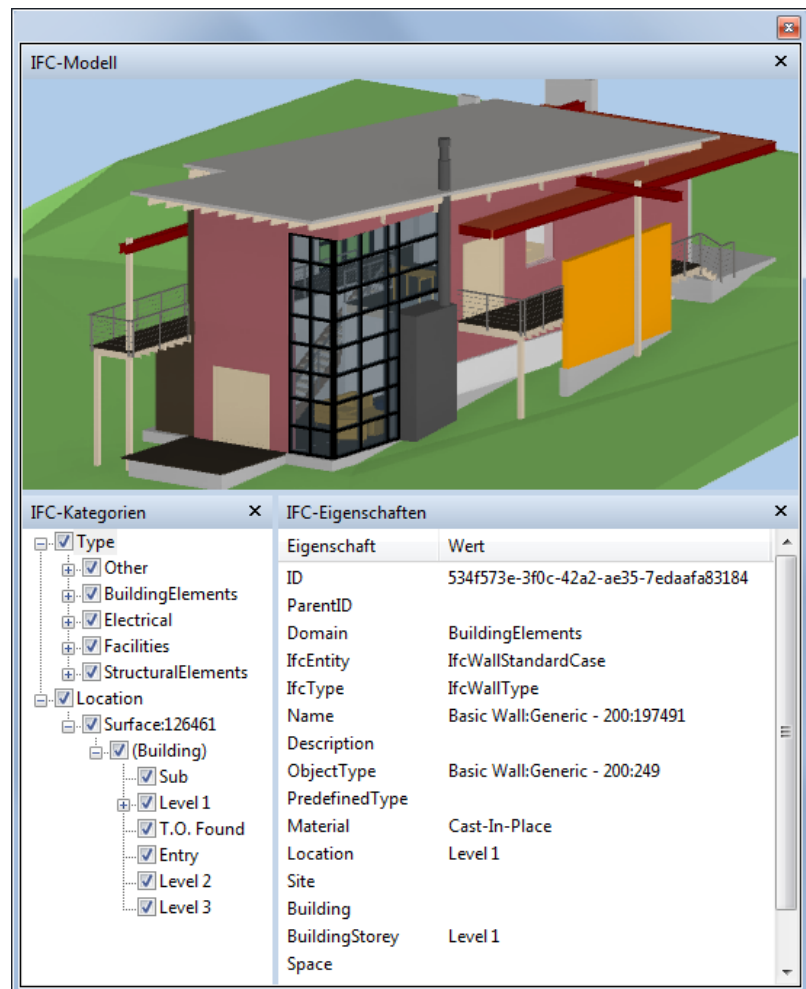 IFC-Modell
IFC-Kategorien
Type
Other
BuildingElements
Electrical
Facilities
StructuralElements
Location
Surface:126461
(Building)
Sub
Level 1
T.O. Found
Entry
Level 2
Level 3
IFC-Eigenschaften
Eigenschaft Wert
ID 534f573e-3f0c-42a2-ae35-7edaafa83184
ParentID
Domain BuildingElements
IfcEntity IfcWallStandardCase
IfcType IfcWallType
Name Basic Wall:Generic - 200:197491
Description
ObjectType Basic Wall:Generic - 200:249
PredefinedType
Material Cast-In-Place
Location Level 1
Site
Building
BuildingStorey Level 1
Space